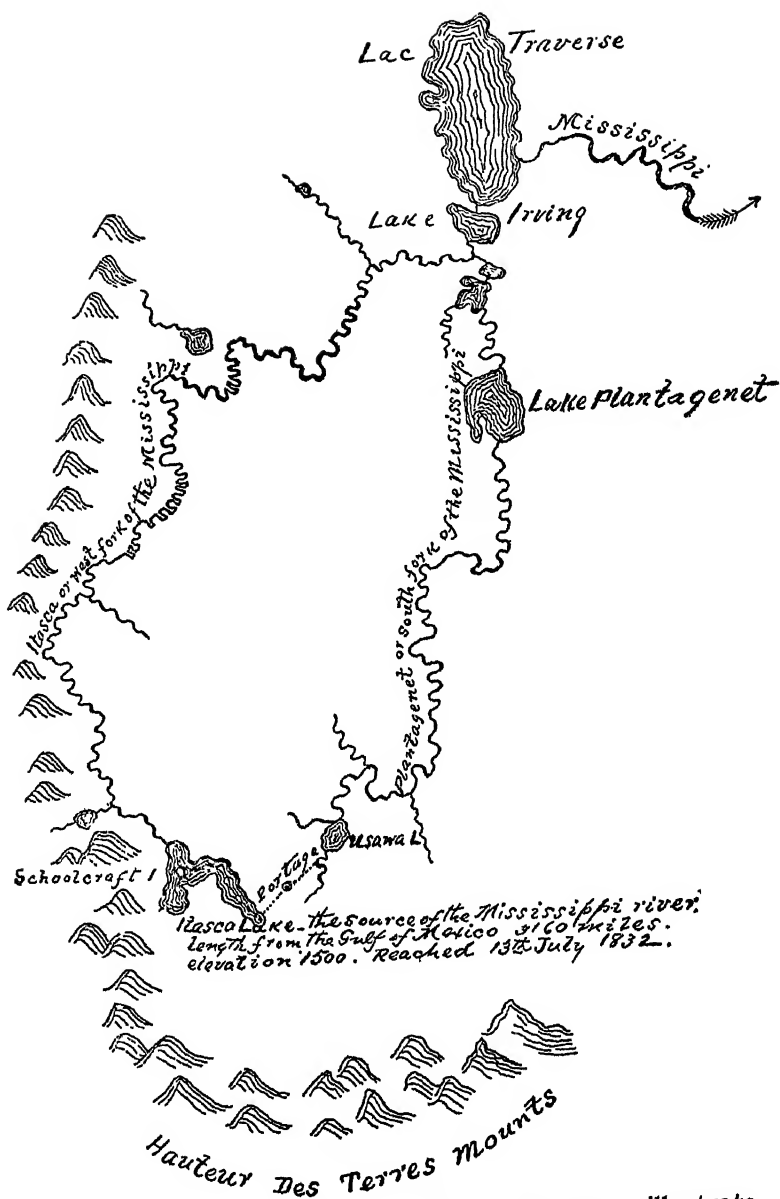 Lac Traverse
Mississippi
Lake Irving
Lake Plantagenet
Itasca or west fork of the Mississippi
Plantagenet or South fork of the Mississippi
Usawa L
Portage
Schoolcraft I
Itasca Lake - the source of the Mississippi river.
length from the Gulf of Mexico 3160 miles.
elevation 1500. Reached 13th July 1832.
Hauteur Des Terres Mounts